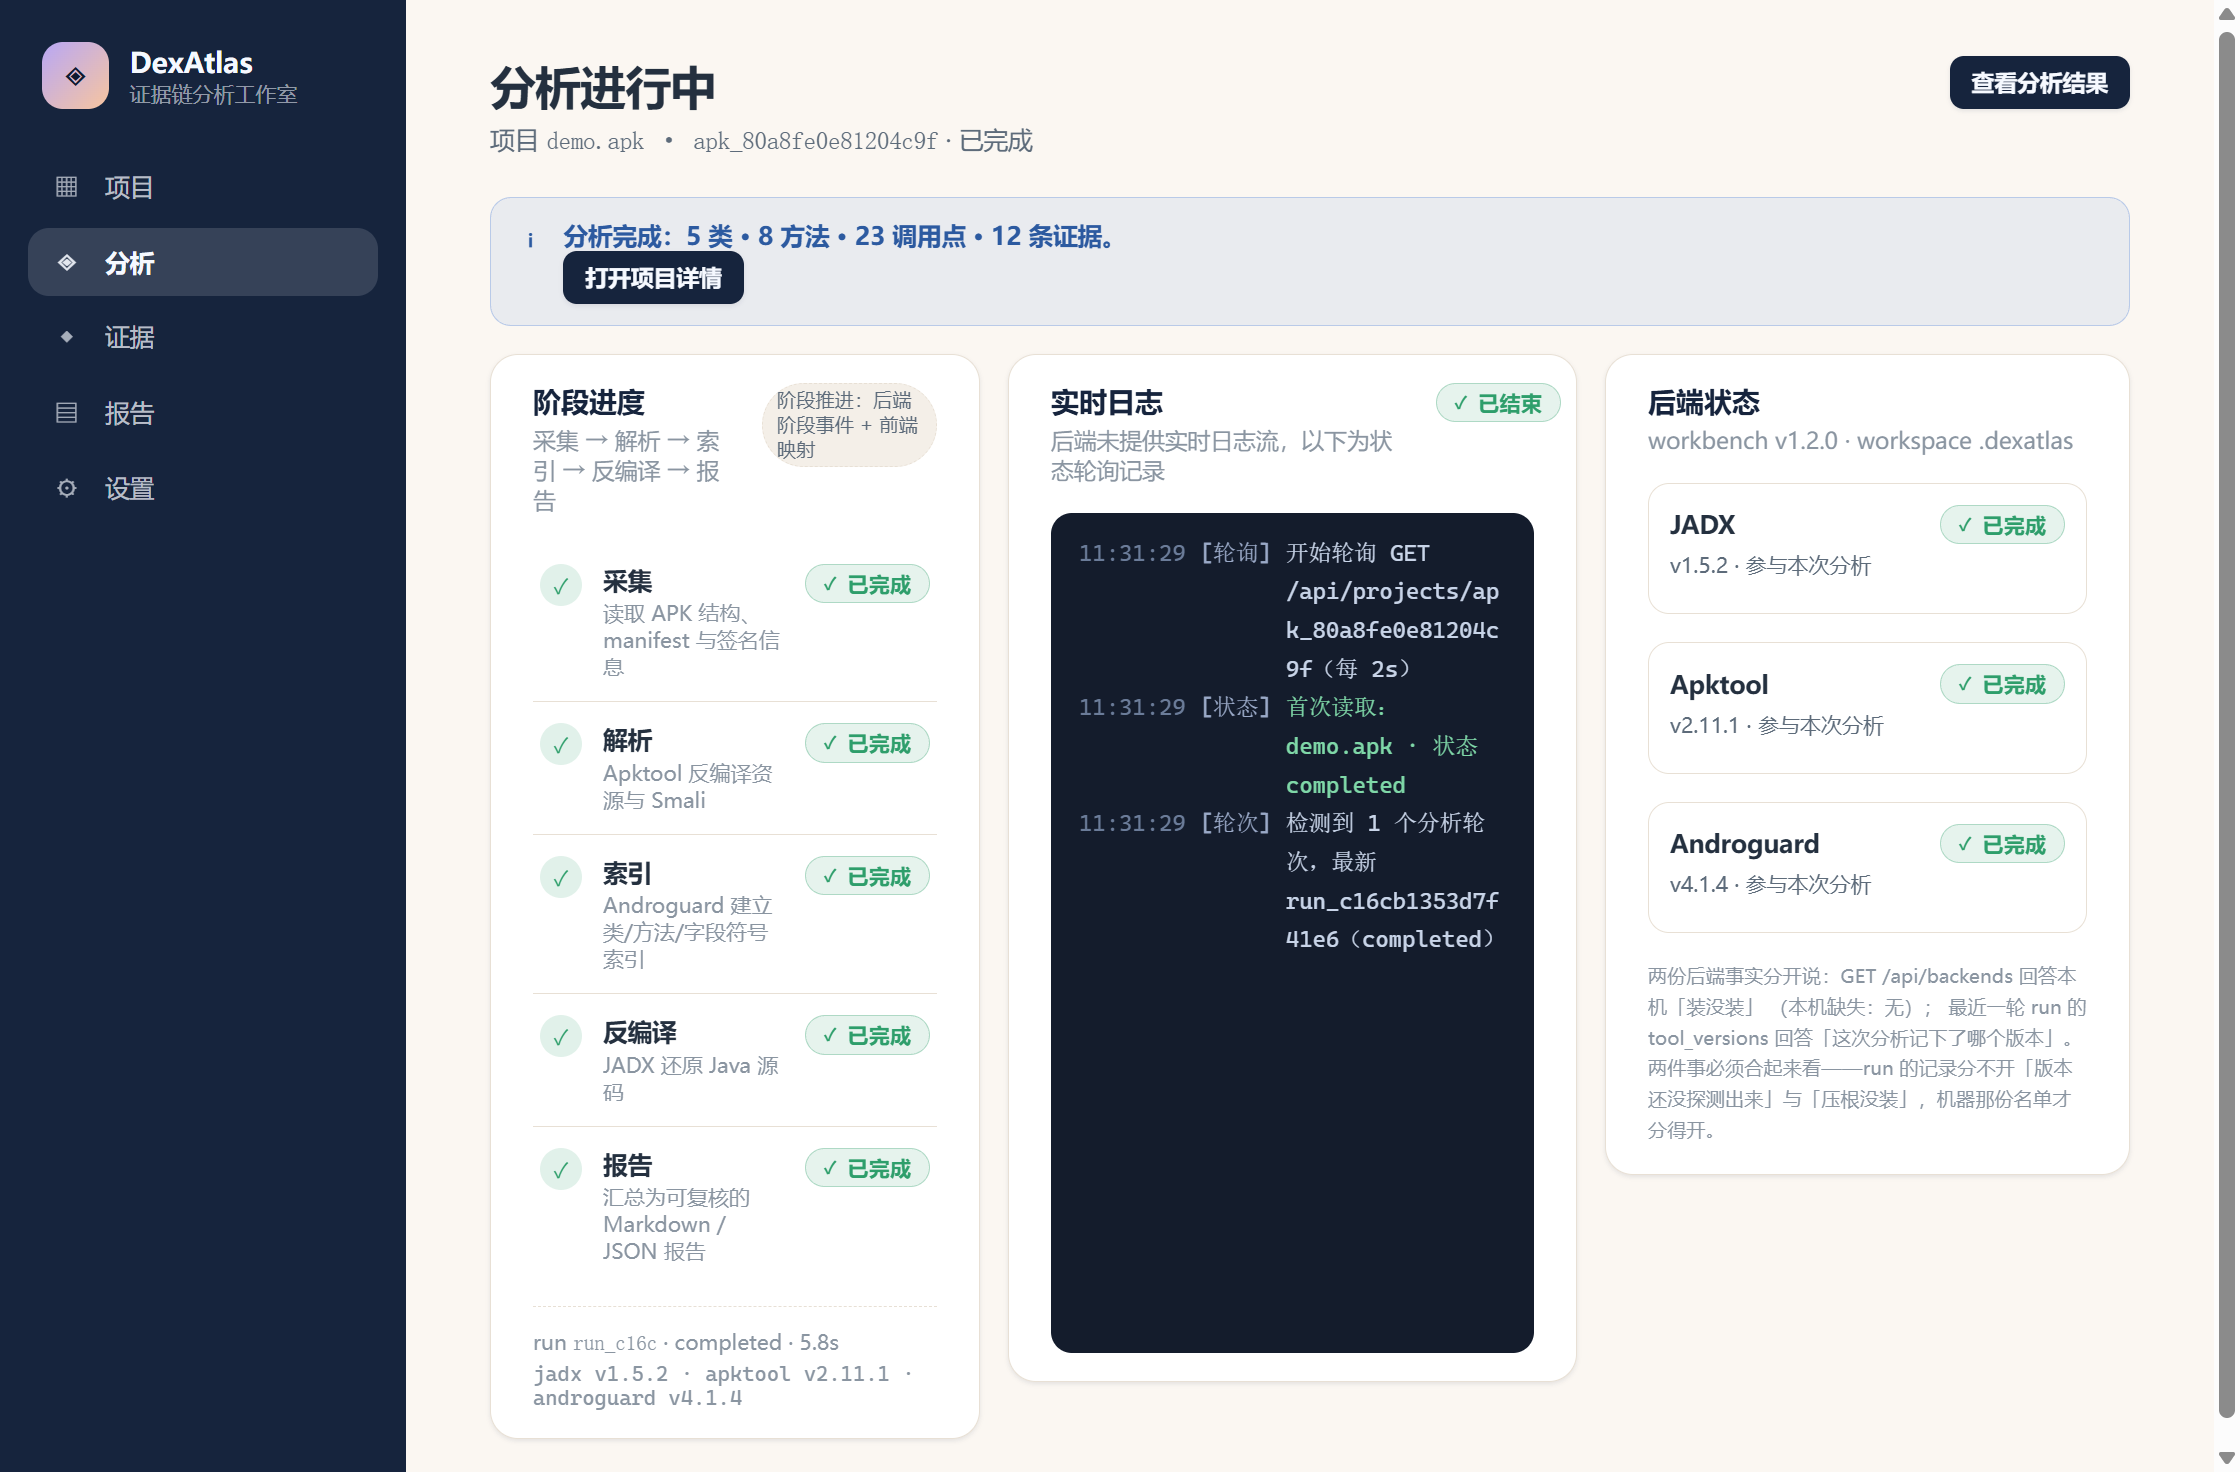 DexAtlas
证据链分析工作室
项目
分析
证据
报告
设置
分析进行中
项目 demo.apk • apk_80a8fe0e81204c9f · 已完成
查看分析结果
i 分析完成：5 类 • 8 方法 • 23 调用点 • 12 条证据。
打开项目详情
阶段进度
采集 → 解析 → 索
引 → 反编译 → 报
告
阶段推进：后端
阶段事件 + 前端
映射
✓ 采集 ✓ 已完成
读取 APK 结构、
manifest 与签名信
息
✓ 解析 ✓ 已完成
Apktool 反编译资
源与 Smali
✓ 索引 ✓ 已完成
Androguard 建立
类/方法/字段符号
索引
✓ 反编译 ✓ 已完成
JADX 还原 Java 源
码
✓ 报告 ✓ 已完成
汇总为可复核的
Markdown /
JSON 报告
run run_c16c · completed · 5.8s
jadx v1.5.2 · apktool v2.11.1 ·
androguard v4.1.4
实时日志
✓ 已结束
后端未提供实时日志流，以下为状
态轮询记录
11:31:29 [轮询] 开始轮询 GET
/api/projects/ap
k_80a8fe0e81204c
9f（每 2s）
11:31:29 [状态] 首次读取：
demo.apk · 状态
completed
11:31:29 [轮次] 检测到 1 个分析轮
次，最新
run_c16cb1353d7f
41e6（completed）
后端状态
workbench v1.2.0 · workspace .dexatlas
JADX ✓ 已完成
v1.5.2 · 参与本次分析
Apktool ✓ 已完成
v2.11.1 · 参与本次分析
Androguard ✓ 已完成
v4.1.4 · 参与本次分析
两份后端事实分开说：GET /api/backends 回答本
机「装没装」（本机缺失：无）； 最近一轮 run 的
tool_versions 回答「这次分析记下了哪个版本」。
两件事必须合起来看——run 的记录分不开「版本
还没探测出来」与「压根没装」，机器那份名单才
分得开。